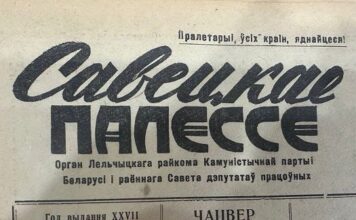 Пралетарыі, ўсіх краін, яднайцеся!
Савецкае
ПАЛЕССЕ
Орган Лельчыцкага райкома Камуністычнай партыі
Беларусі і раённага Савета дэпутатаў працоўных
Год выдання XXVII
ЧАЦВЕР